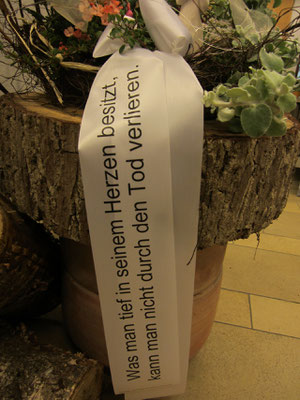 Was man tief in seinem Herzen besitzt,
kann man nicht durch den Tod verlieren.